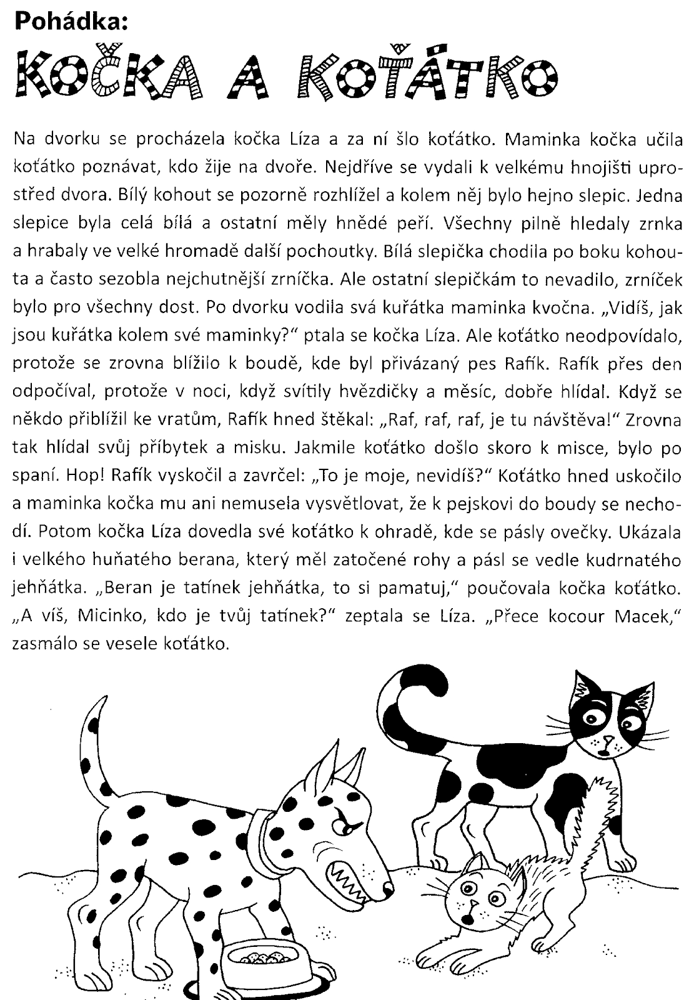 Pohádka:
KOČKA A KOŤÁTKO
Na dvorku se procházela kočka Líza a za ní šlo koťátko. Maminka kočka učila
koťátko poznávat, kdo žije na dvoře. Nejdříve se vydali k velkému hnojišti upro-
střed dvora. Bílý kohout se pozorně rozhlížel a kolem něj bylo hejno slepic. Jedna
slepice byla celá bílá a ostatní měly hnědé peří. Všechny pilně hledaly zrnka
a hrabaly ve velké hromadě další pochoutky. Bílá slepička chodila po boku kohou-
ta a často sezobla nejchutnější zrníčka. Ale ostatní slepičkám to nevadilo, zrníček
bylo pro všechny dost. Po dvorku vodila svá kuřátka maminka kvočna. „Vidíš, jak
jsou kuřátka kolem své maminky?“ ptala se kočka Líza. Ale koťátko neodpovídalo,
protože se zrovna blížilo k boudě, kde byl přivázaný pes Rafík. Rafík přes den
odpočíval, protože v noci, když svítily hvězdičky a měsíc, dobře hlídal. Když se
někdo přiblížil ke vratům, Rafík hned štěkal: „Raf, raf, raf, je tu návštěva!“ Zrovna
tak hlídal svůj příbytek a misku. Jakmile koťátko došlo skoro k misce, bylo po
spaní. Hop! Rafík vyskočil a zavrčel: „To je moje, nevidíš?“ Koťátko hned uskočilo
a maminka kočka mu ani nemusela vysvětlovat, že k pejskovi do boudy se necho-
dí. Potom kočka Líza dovedla své koťátko k ohradě, kde se pásly ovečky. Ukázala
i velkého huňatého berana, který měl zatočené rohy a pásl se vedle kudrnatého
jehňátka. „Beran je tatínek jehňátka, to si pamatuj,“ poučovala kočka koťátko.
„A víš, Micinko, kdo je tvůj tatínek?“ zeptala se Líza. „Přece kocour Macek,“
zasmálo se vesele koťátko.